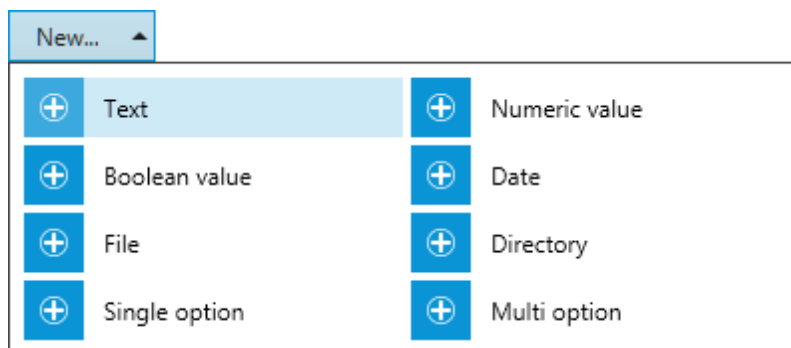 New...
Text
Numeric value
Boolean value
Date
File
Directory
Single option
Multi option